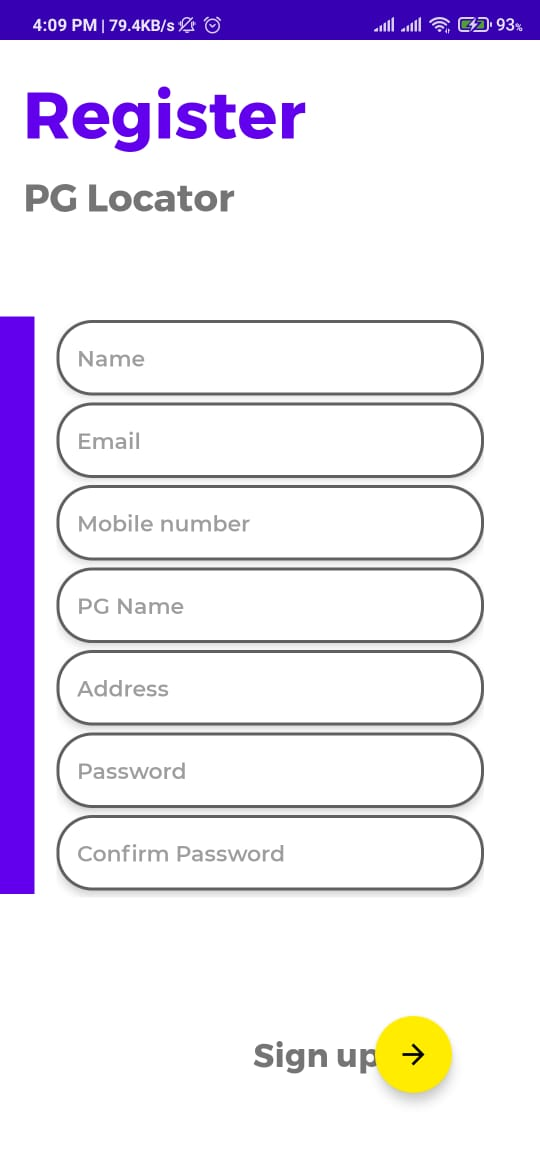 4:09 PM | 79.4KB/s 93%
Register
PG Locator
Name
Email
Mobile number
PG Name
Address
Password
Confirm Password
Sign up